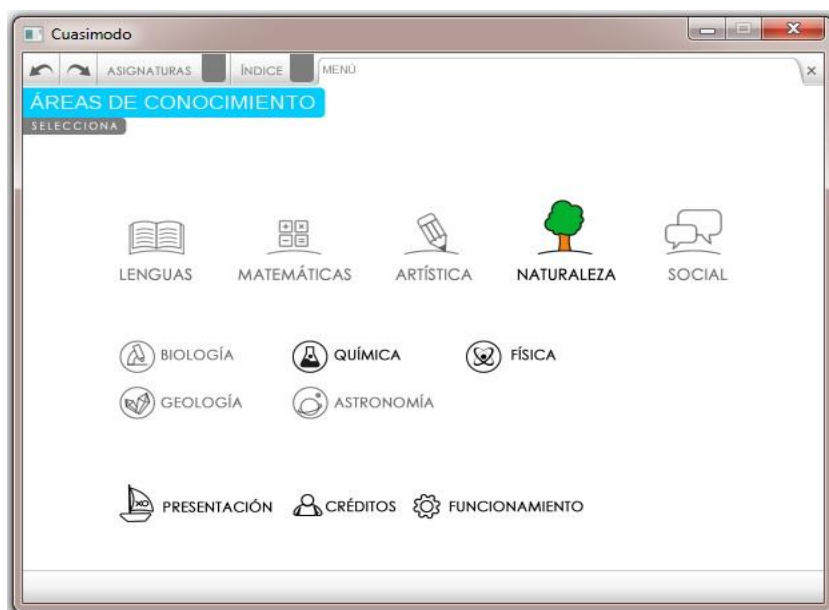 Cuasimodo
ASIGNATURAS ÍNDICE MENÚ
ÁREAS DE CONOCIMIENTO
SELECCIONA
LENGUAS MATEMÁTICAS ARTÍSTICA NATURALEZA SOCIAL
BIOLOGÍA QUÍMICA FÍSICA
GEOLOGÍA ASTRONOMÍA
PRESENTACIÓN CRÉDITOS FUNCIONAMIENTO